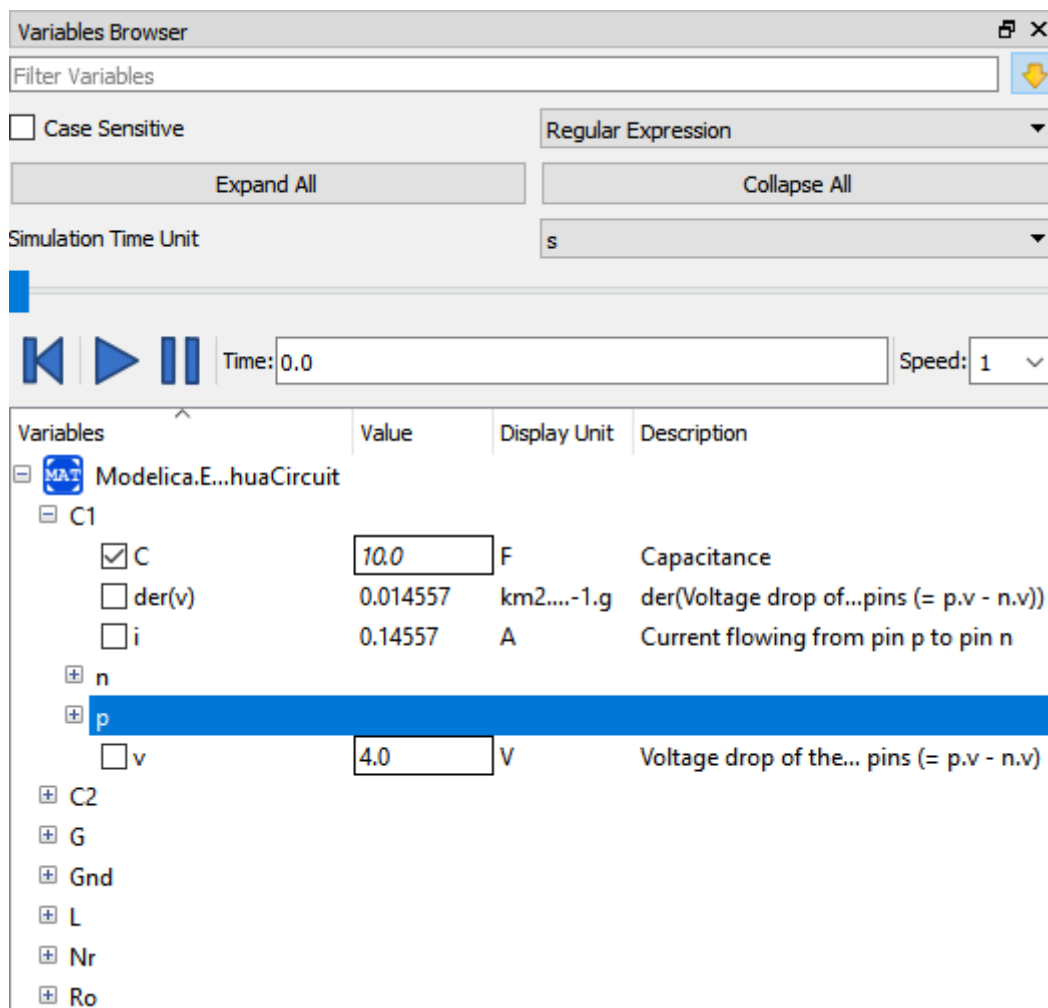 Variables Browser
Filter Variables
Case Sensitive Regular Expression
Expand All Collapse All
Simulation Time Unit s
Time: 0.0 Speed: 1
Variables Value Display Unit Description
MAT Modelica.E...huaCircuit
C1
C 10.0 F Capacitance
der(v) 0.014557 km2....-1.g der(Voltage drop of...pins (= p.v - n.v))
i 0.14557 A Current flowing from pin p to pin n
n
p
v 4.0 V Voltage drop of the... pins (= p.v - n.v)
C2
G
Gnd
L
Nr
Ro